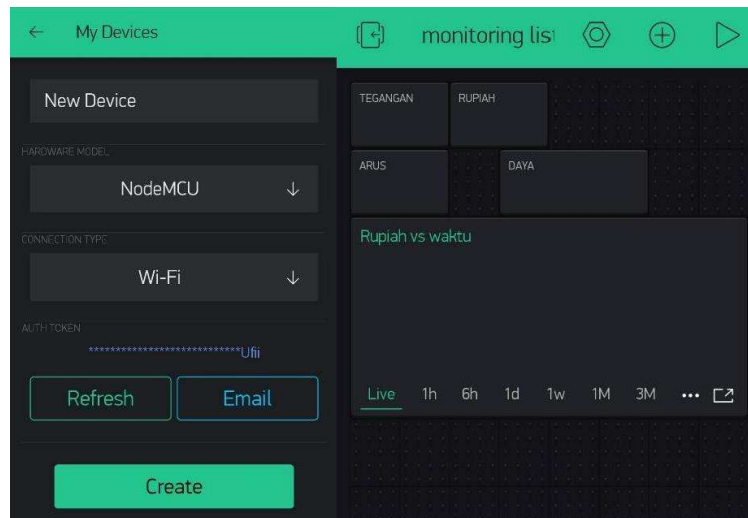 My Devices
New Device
HARDWARE MODEL
NodeMCU
CONNECTION TYPE
Wi-Fi
AUTH TOKEN
****************************Ufii
Refresh
Email
Create
monitoring list
TEGANGAN
RUPIAH
ARUS
DAYA
Rupiah vs waktu
Live 1h 6h 1d 1w 1M 3M